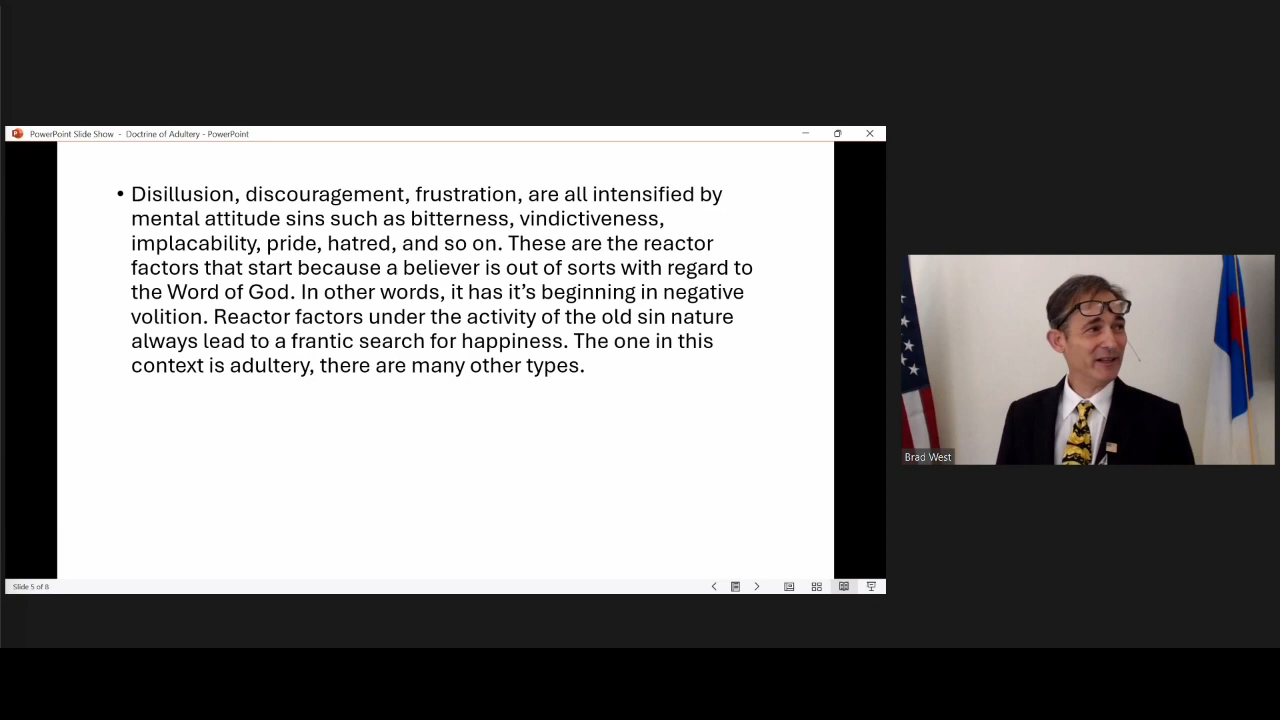 PowerPoint Slide Show - Doctrine of Adultery - PowerPoint
• Disillusion, discouragement, frustration, are all intensified by
mental attitude sins such as bitterness, vindictiveness,
implacability, pride, hatred, and so on. These are the reactor
factors that start because a believer is out of sorts with regard to
the Word of God. In other words, it has it’s beginning in negative
volition. Reactor factors under the activity of the old sin nature
always lead to a frantic search for happiness. The one in this
context is adultery, there are many other types.
Brad West
Slide 5 of 8